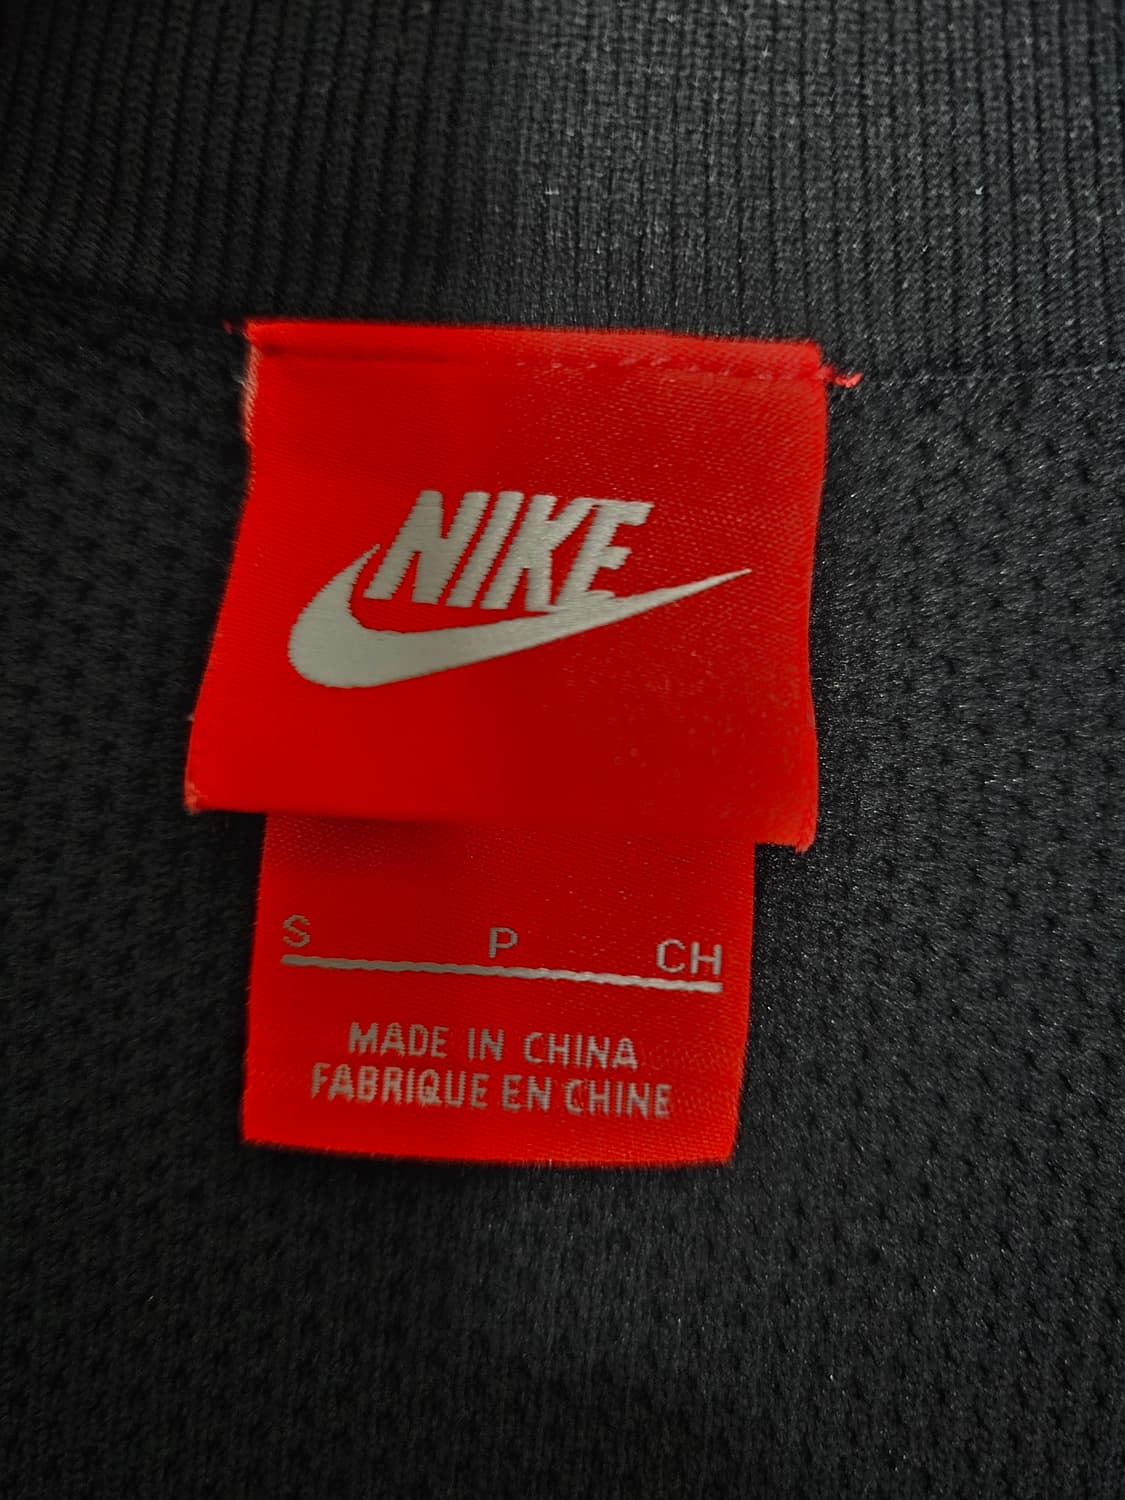 NIKE
S P CH
MADE IN CHINA
FABRIQUE EN CHINE